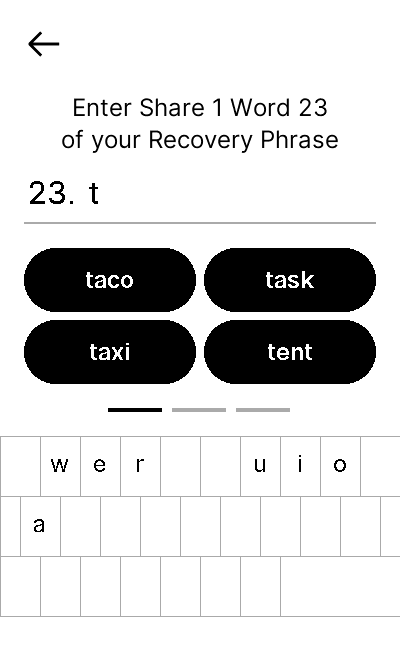 Enter Share 1 Word 23
of your Recovery Phrase
23. t
taco task
taxi tent
w e r u i o
a